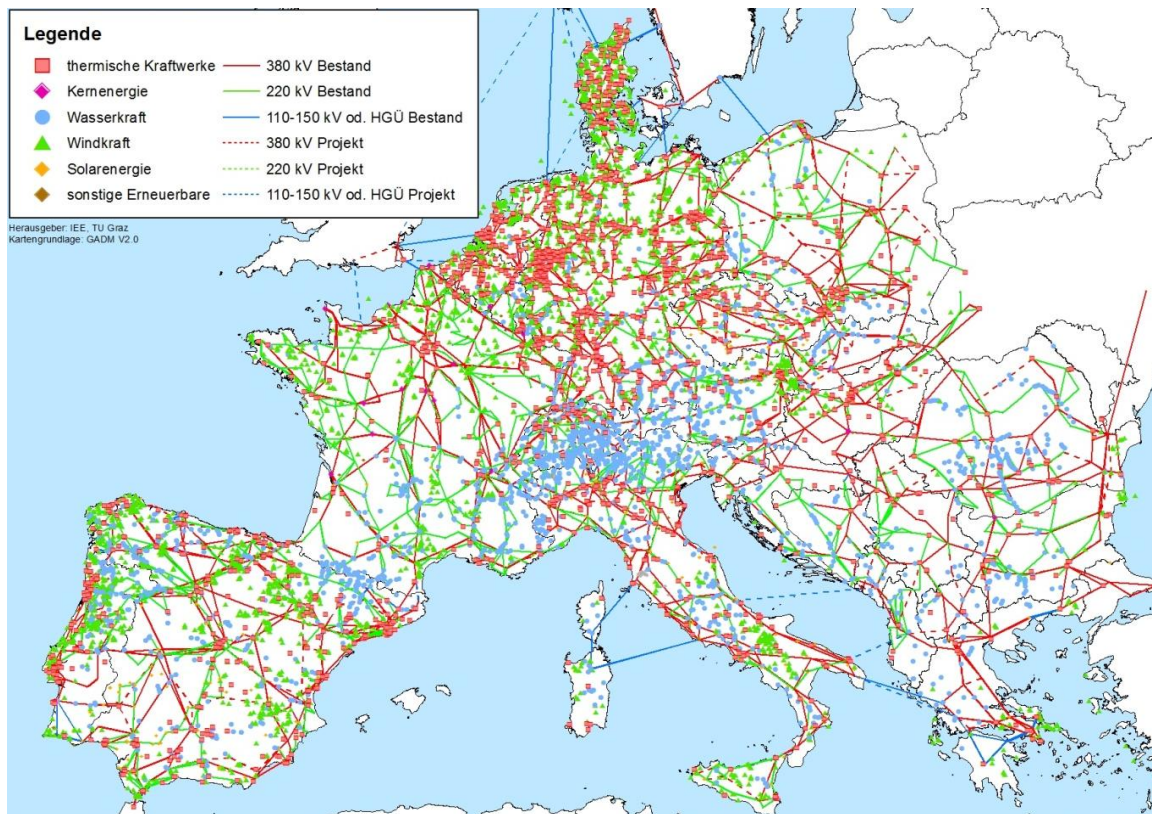 Legende
thermische Kraftwerke
Kernenergie
Wasserkraft
Windkraft
Solarenergie
sonstige Erneuerbare
380 kV Bestand
220 kV Bestand
110-150 kV od. HGÜ Bestand
380 kV Projekt
220 kV Projekt
110-150 kV od. HGÜ Projekt
Herausgeber: IEE, TU Graz
Kartengrundlage: GADM V2.0